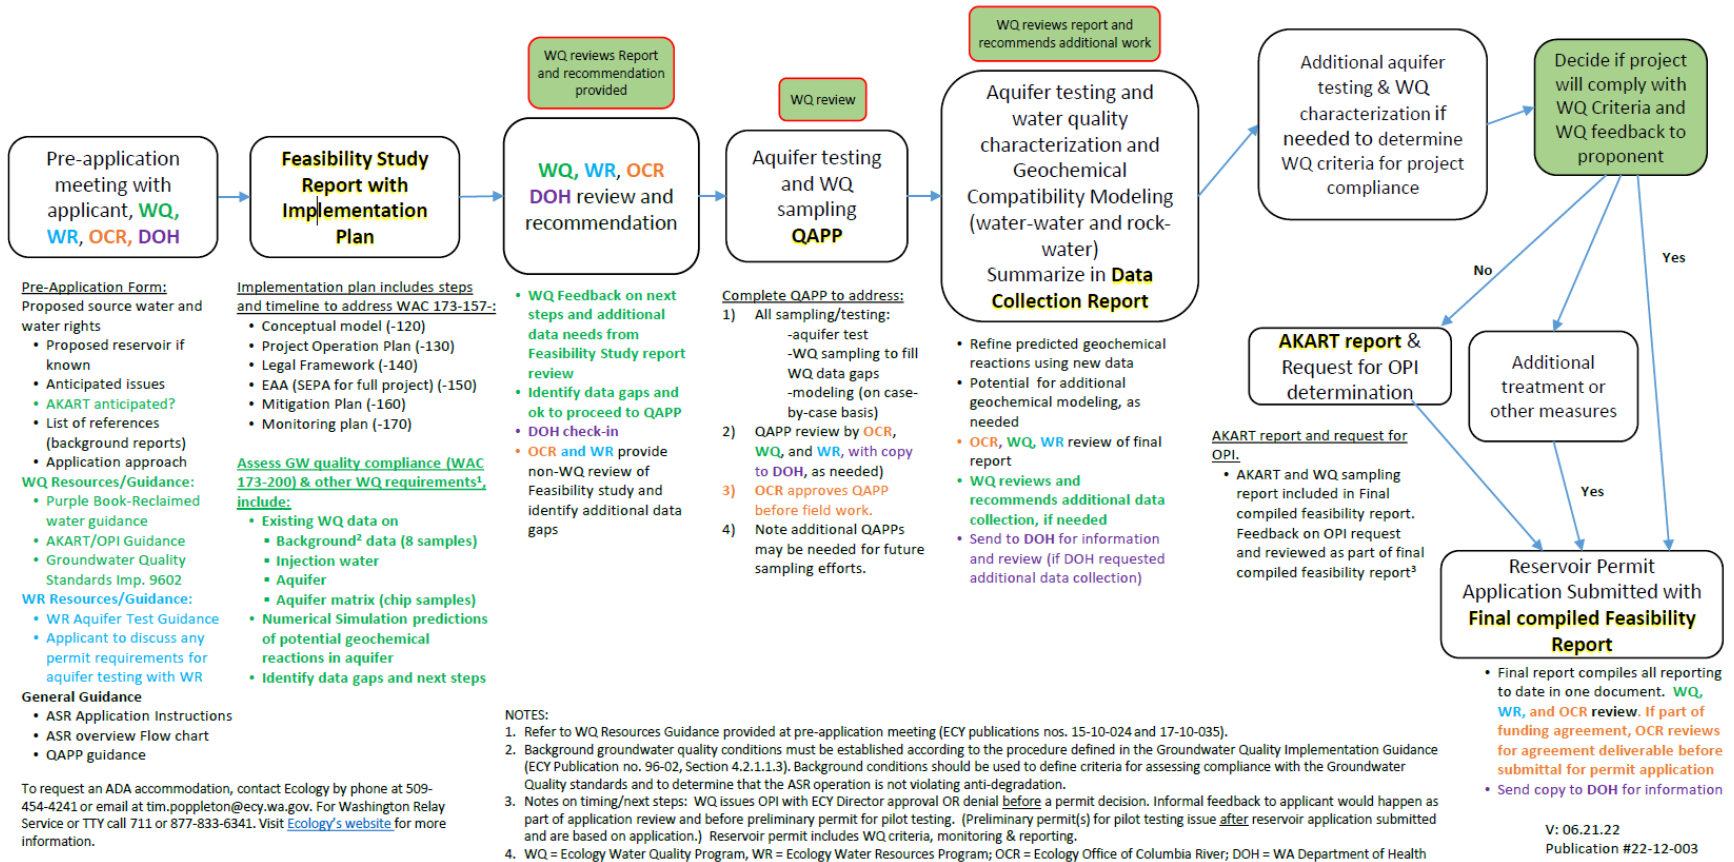 Pre-application
meeting with
applicant, WQ,
WR, OCR, DOH
Pre-Application Form:
Proposed source water and
water rights
• Proposed reservoir if
known
• Anticipated issues
• AKART anticipated?
• List of references
(background reports)
• Application approach
WQ Resources/Guidance:
• Purple Book-Reclaimed
water guidance
• AKART/OPI Guidance
• Groundwater Quality
Standards Imp. 9602
WR Resources/Guidance:
• WR Aquifer Test Guidance
• Applicant to discuss any
permit requirements for
aquifer testing with WR
General Guidance
• ASR Application Instructions
• ASR overview Flow chart
• QAPP guidance
To request an ADA accommodation, contact Ecology by phone at 509-
454-4241 or email at tim.poppleton@ecy.wa.gov. For Washington Relay
Service or TTY call 711 or 877-833-6341. Visit Ecology's website for more
information.
Feasibility Study
Report with
Implementation
Plan
Implementation plan includes steps
and timeline to address WAC 173-157-:
• Conceptual model (-120)
• Project Operation Plan (-130)
• Legal Framework (-140)
• EAA (SEPA for full project) (-150)
• Mitigation Plan (-160)
• Monitoring plan (-170)
Assess GW quality compliance (WAC
173-200) & other WQ requirements¹,
include:
• Existing WQ data on
▪ Background² data (8 samples)
▪ Injection water
▪ Aquifer
▪ Aquifer matrix (chip samples)
• Numerical Simulation predictions
of potential geochemical
reactions in aquifer
• Identify data gaps and next steps
WQ reviews Report
and recommendation
provided
WQ, WR, OCR
DOH review and
recommendation
• WQ Feedback on next
steps and additional
data needs from
Feasibility Study report
review
• Identify data gaps and
ok to proceed to QAPP
• DOH check-in
• OCR and WR provide
non-WQ review of
Feasibility study and
identify additional data
gaps
WQ review
Aquifer testing
and WQ
sampling
QAPP
Complete QAPP to address:
1) All sampling/testing:
-aquifer test
-WQ sampling to fill
WQ data gaps
-modeling (on case-
by-case basis)
2) QAPP review by OCR,
WQ, and WR, with copy
to DOH, as needed)
3) OCR approves QAPP
before field work.
4) Note additional QAPPs
may be needed for future
sampling efforts.
WQ reviews report and
recommends additional work
Aquifer testing and
water quality
characterization and
Geochemical
Compatibility Modeling
(water-water and rock-
water)
Summarize in Data
Collection Report
• Refine predicted geochemical
reactions using new data
• Potential for additional
geochemical modeling, as
needed
• OCR, WQ, WR review of final
report
• WQ reviews and
recommends additional data
collection, if needed
• Send to DOH for information
and review (if DOH requested
additional data collection)
Additional aquifer
testing & WQ
characterization if
needed to determine
WQ criteria for project
compliance
Decide if project
will comply with
WQ Criteria and
WQ feedback to
proponent
No
Yes
AKART report &
Request for OPI
determination
AKART report and request for
OPI.
• AKART and WQ sampling
report included in Final
compiled feasibility report.
Feedback on OPI request
and reviewed as part of final
compiled feasibility report³
Additional
treatment or
other measures
Yes
Reservoir Permit
Application Submitted with
Final compiled Feasibility
Report
• Final report compiles all reporting
to date in one document. WQ,
WR, and OCR review. If part of
funding agreement, OCR reviews
for agreement deliverable before
submittal for permit application
• Send copy to DOH for information
NOTES:
1. Refer to WQ Resources Guidance provided at pre-application meeting (ECY publications nos. 15-10-024 and 17-10-035).
2. Background groundwater quality conditions must be established according to the procedure defined in the Groundwater Quality Implementation Guidance
(ECY Publication no. 96-02, Section 4.2.1.1.3). Background conditions should be used to define criteria for assessing compliance with the Groundwater
Quality standards and to determine that the ASR operation is not violating anti-degradation.
3. Notes on timing/next steps: WQ issues OPI with ECY Director approval OR denial before a permit decision. Informal feedback to applicant would happen as
part of application review and before preliminary permit for pilot testing. (Preliminary permit(s) for pilot testing issue after reservoir application submitted
and are based on application.) Reservoir permit includes WQ criteria, monitoring & reporting.
4. WQ = Ecology Water Quality Program, WR = Ecology Water Resources Program; OCR = Ecology Office of Columbia River; DOH = WA Department of Health
V: 06.21.22
Publication #22-12-003